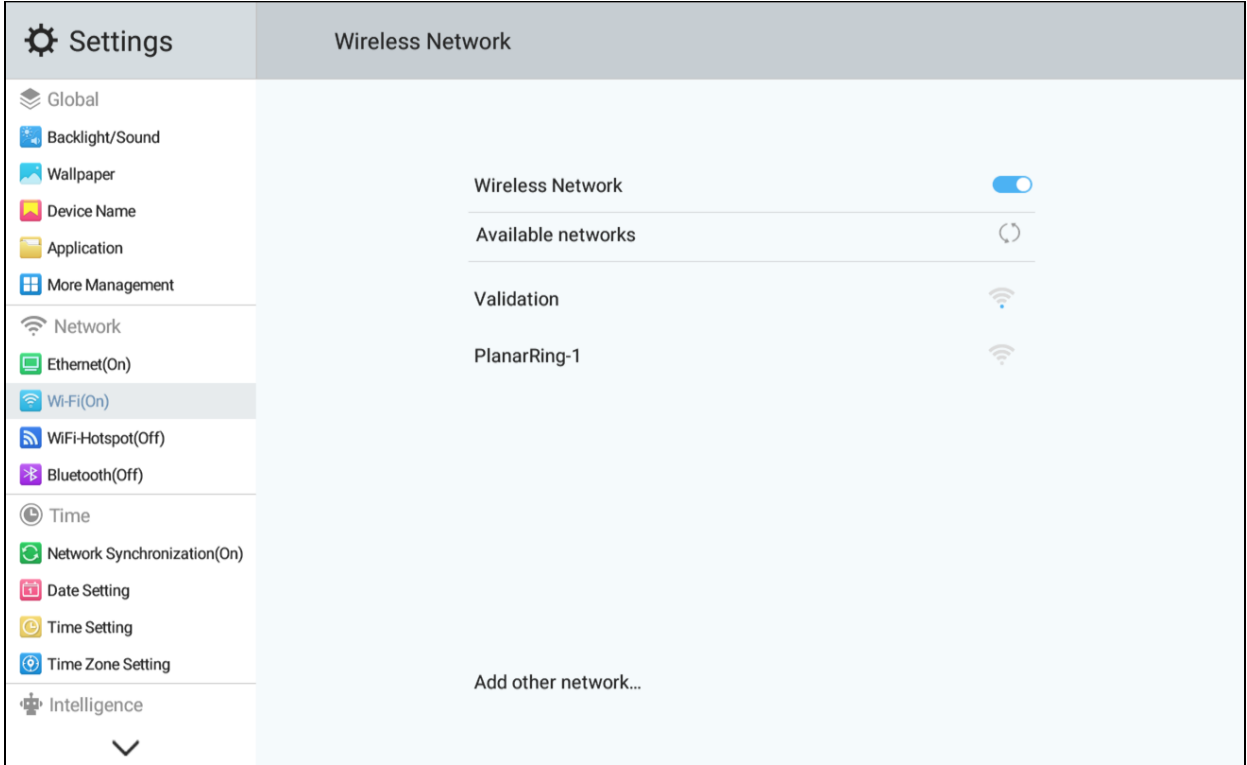 Settings
Wireless Network
Global
Backlight/Sound
Wallpaper
Device Name
Application
More Management
Network
Ethernet(On)
Wi-Fi(On)
WiFi-Hotspot(Off)
Bluetooth(Off)
Time
Network Synchronization(On)
Date Setting
Time Setting
Time Zone Setting
Intelligence
Wireless Network
Available networks
Validation
PlanarRing-1
Add other network…